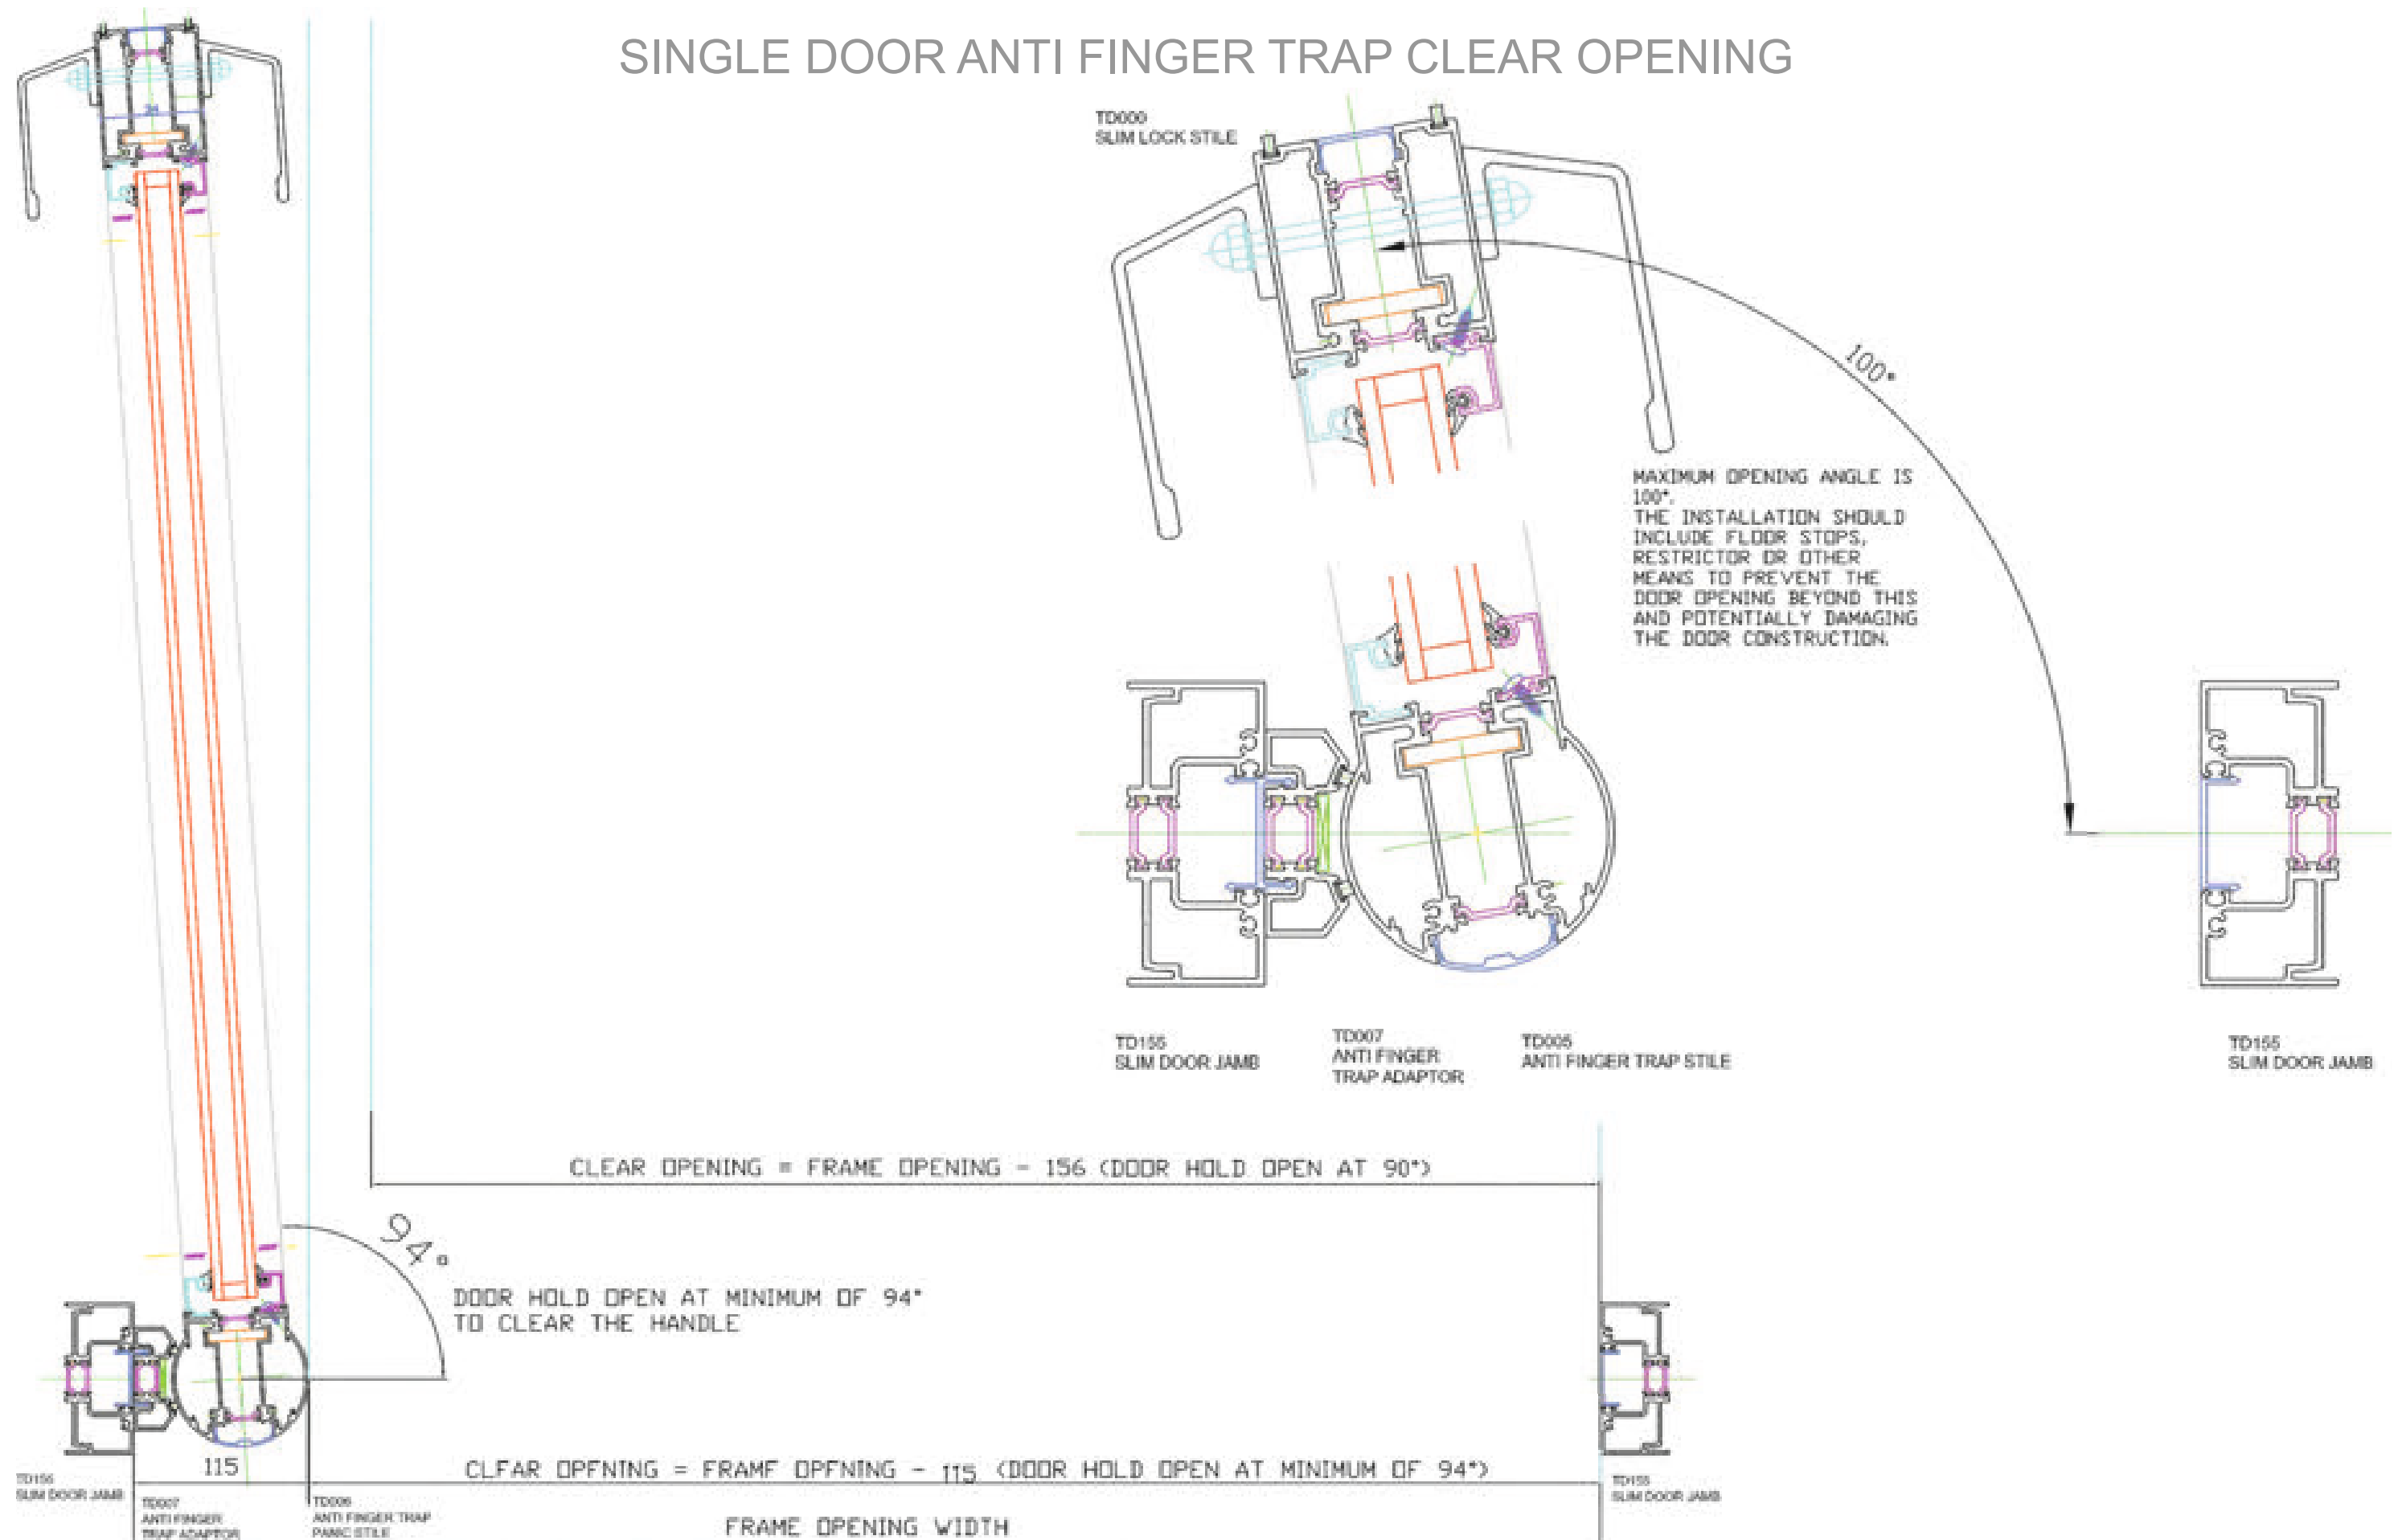 SINGLE DOOR ANTI FINGER TRAP CLEAR OPENING
TD000
SLIM LOCK STILE
100°
MAXIMUM OPENING ANGLE IS
100°.
THE INSTALLATION SHOULD
INCLUDE FLOOR STOPS,
RESTRICTOR OR OTHER
MEANS TO PREVENT THE
DOOR OPENING BEYOND THIS
AND POTENTIALLY DAMAGING
THE DOOR CONSTRUCTION.
TD155
SLIM DOOR JAMB
TD007
ANTI FINGER
TRAP ADAPTOR
TD005
ANTI FINGER TRAP STILE
TD155
SLIM DOOR JAMB
CLEAR OPENING = FRAME OPENING - 156 (DOOR HOLD OPEN AT 90°)
94°
DOOR HOLD OPEN AT MINIMUM OF 94°
TO CLEAR THE HANDLE
115
CLEAR OPENING = FRAME OPENING - 115 (DOOR HOLD OPEN AT MINIMUM OF 94°)
TD155
SLIM DOOR JAMB
TD007
ANTI FINGER
TRAP ADAPTOR
ANTI FINGER TRAP
PANIC STILE
TD155
SLIM DOOR JAMB
FRAME OPENING WIDTH